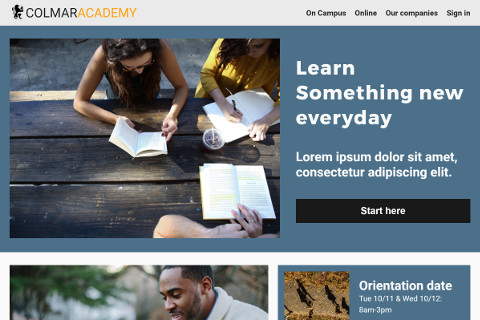 COLMARACADEMY
On Campus Online Our companies Sign in
Learn
Something new
everyday
Lorem ipsum dolor sit amet,
consectetur adipiscing elit.
Start here
Orientation date
Tue 10/11 & Wed 10/12:
8am-3pm